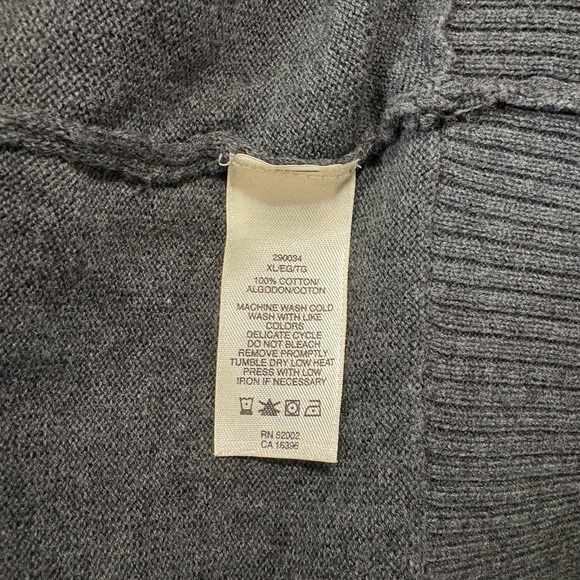 290034
XL/EG/TG
100% COTTON/
ALGODON/COTON
MACHINE WASH COLD
WASH WITH LIKE
COLORS
DELICATE CYCLE
DO NOT BLEACH
REMOVE PROMPTLY
TUMBLE DRY LOW HEAT
PRESS WITH LOW
IRON IF NECESSARY
RN 52002
CA 16396